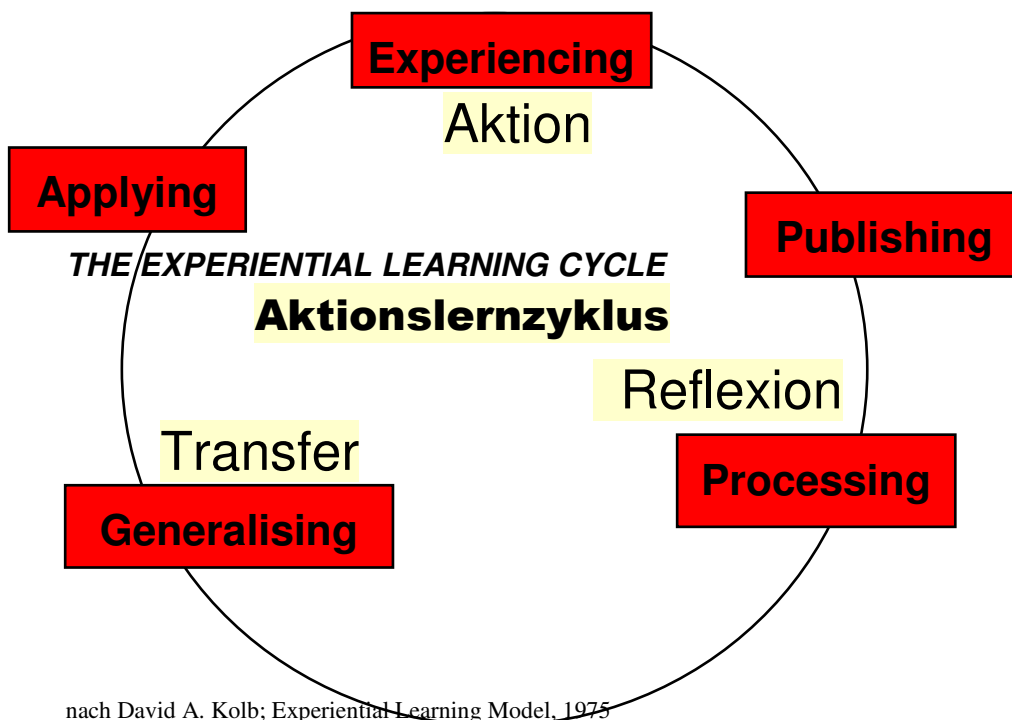 Experiencing
Aktion
Applying
Publishing
THE EXPERIENTIAL LEARNING CYCLE
Aktionslernzyklus
Reflexion
Transfer
Processing
Generalising
nach David A. Kolb; Experiential Learning Model, 1975